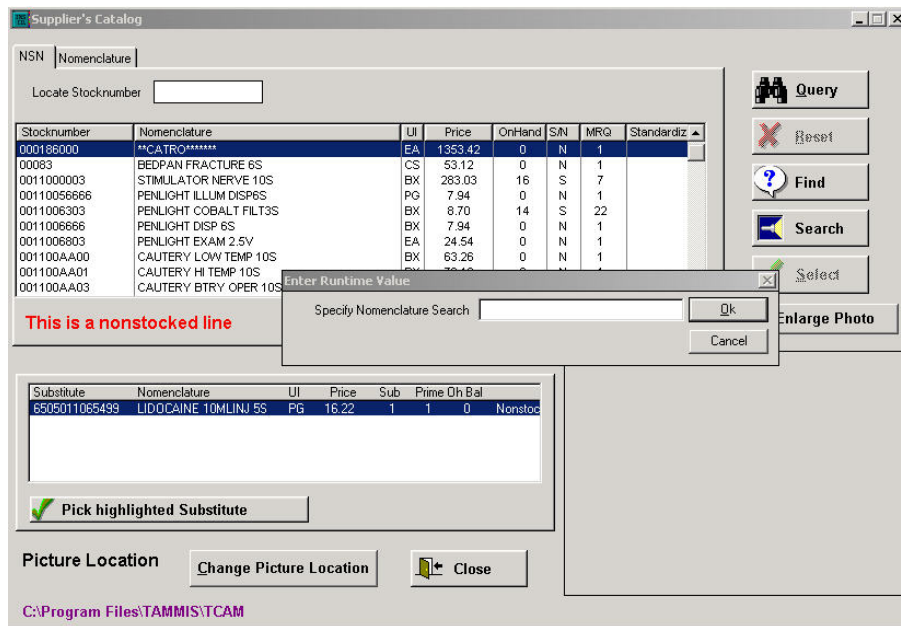 Supplier's Catalog
NSN Nomenclature
Locate Stocknumber
Query
Reset
Find
Search
Select
Enlarge Photo
Stocknumber Nomenclature UI Price OnHand S/N MRQ Standardiz
000186000 **CATRO******* EA 1353.42 0 N 1
00083 BEDPAN FRACTURE 6S CS 53.12 0 N 1
0011000003 STIMULATOR NERVE 10S BX 283.03 16 S 7
00110056666 PENLIGHT ILLUM DISP6S PG 7.94 0 N 1
0011006303 PENLIGHT COBALT FILT3S BX 8.70 14 S 22
0011006666 PENLIGHT DISP 6S BX 7.94 0 N 1
0011006803 PENLIGHT EXAM 2.5V EA 24.54 0 N 1
001100AA00 CAUTERY LOW TEMP 10S BX 63.26 0 N 1
001100AA01 CAUTERY HI TEMP 10S
001100AA03 CAUTERY BTRY OPER 10S
Enter Runtime Value
Specify Nomenclature Search
Ok
Cancel
This is a nonstocked line
Substitute Nomenclature UI Price Sub Prime Oh Bal
6505011065499 LIDOCAINE 10MLINJ 5S PG 16.22 1 1 0 Nonstoc
Pick highlighted Substitute
Picture Location
Change Picture Location
Close
C:\Program Files\TAMMIS\TCAM